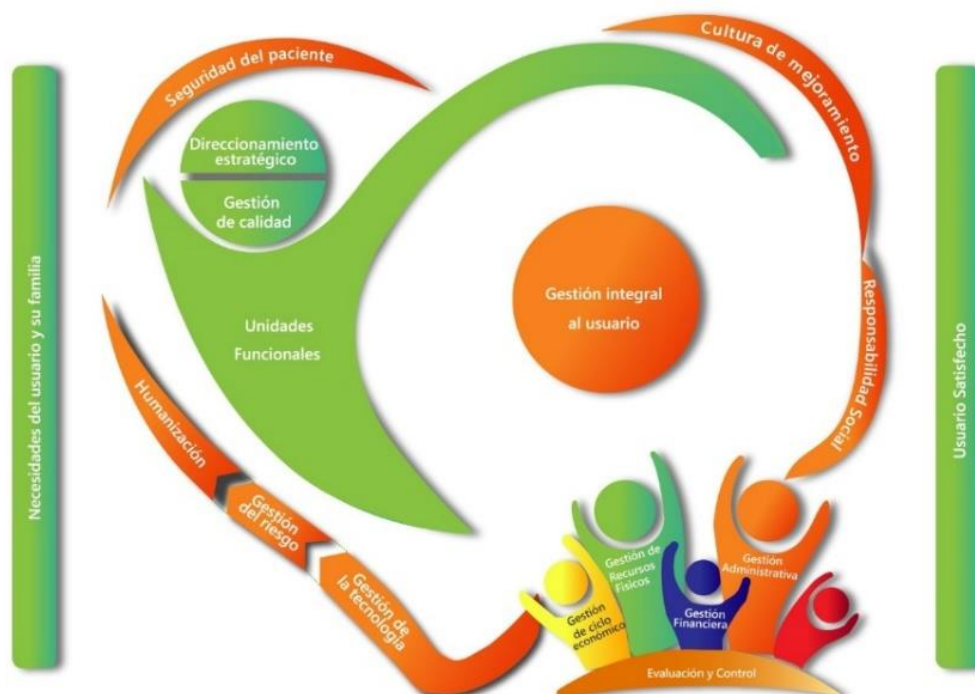 Seguridad del paciente
Cultura de mejoramiento
Direccionamiento
estratégico
Gestión
de calidad
Necesidades del usuario y su familia
Unidades
Funcionales
Gestión integral
al usuario
Responsabilidad Social
Usuario Satisfecho
Humanización
Gestión
del riesgo
Gestión de
la tecnología
Gestión
de ciclo
económico
Gestión de
Recursos
Físicos
Gestión
Financiera
Gestión
Administrativa
Evaluación y Control